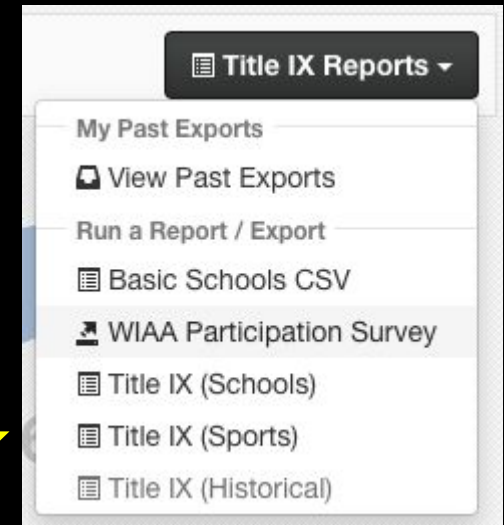 Title IX Reports
My Past Exports
View Past Exports
Run a Report / Export
Basic Schools CSV
WIAA Participation Survey
Title IX (Schools)
Title IX (Sports)
Title IX (Historical)